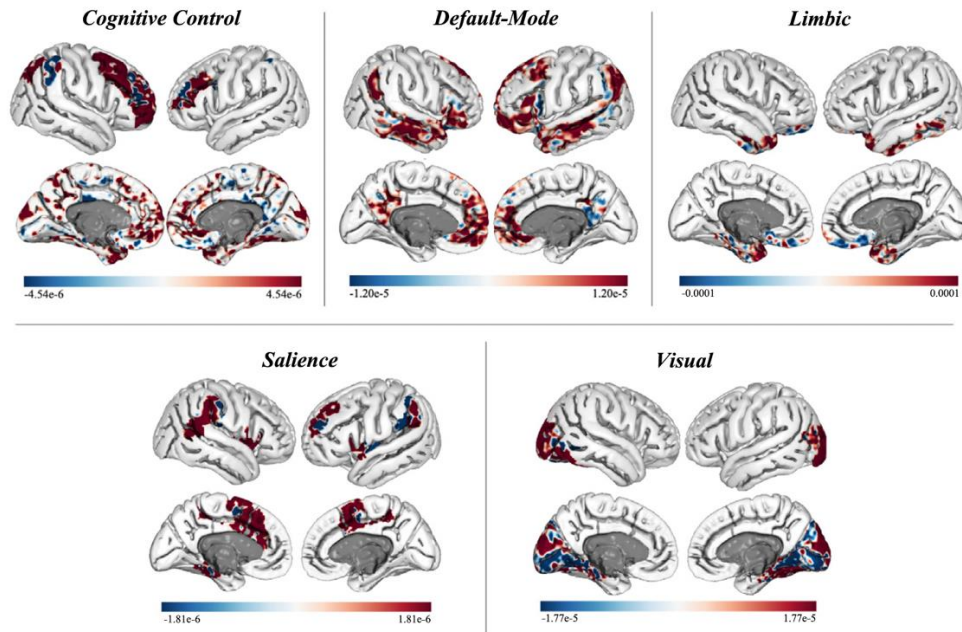 Cognitive Control
Default-Mode
Limbic
-4.54e-6 4.54e-6
-1.20e-5 1.20e-5
-0.0001 0.0001
Salience
Visual
-1.81e-6 1.81e-6
-1.77e-5 1.77e-5